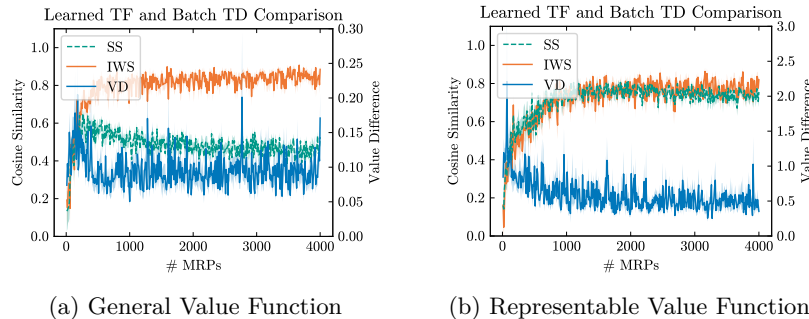 Learned TF and Batch TD Comparison
1.0
0.8
0.6
0.4
0.2
0.0
Cosine Similarity
SS
IWS
VD
0.30
0.25
0.20
0.15
0.10
0.05
0.00
Value Difference
0
1000
2000
3000
4000
# MRPs
(a) General Value Function
Learned TF and Batch TD Comparison
1.0
0.8
0.6
0.4
0.2
0.0
Cosine Similarity
SS
IWS
VD
3.0
2.5
2.0
1.5
1.0
0.5
0.0
Value Difference
0
1000
2000
3000
4000
# MRPs
(b) Representable Value Function